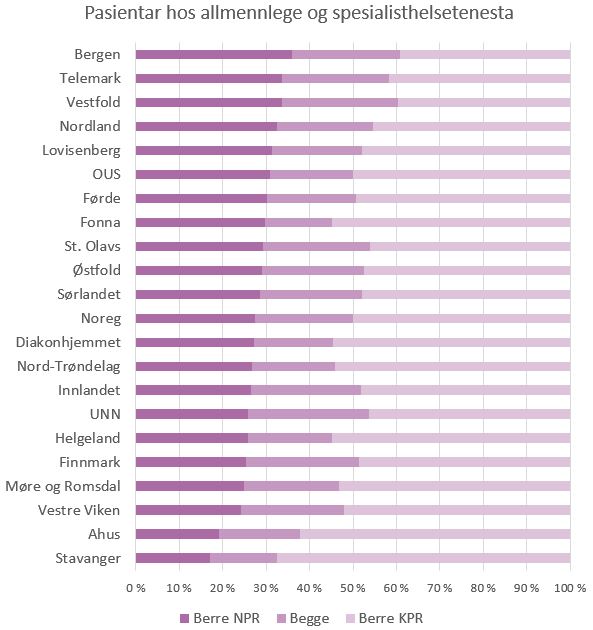 Pasientar hos allmennlege og spesialisthelsetenesta
Bergen
Telemark
Vestfold
Nordland
Lovisenberg
OUS
Førde
Fonna
St. Olavs
Østfold
Sørlandet
Noreg
Diakonhjemmet
Nord-Trøndelag
Innlandet
UNN
Helgeland
Finnmark
Møre og Romsdal
Vestre Viken
Ahus
Stavanger
0 % 10 % 20 % 30 % 40 % 50 % 60 % 70 % 80 % 90 % 100 %
Berre NPR Begge Berre KPR